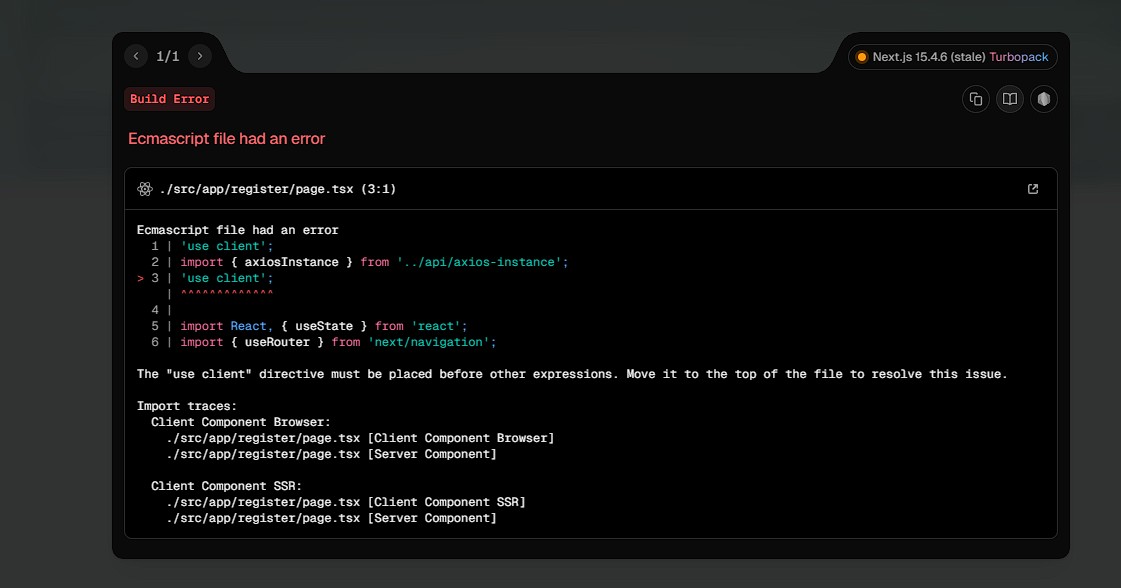 1/1
Next.js 15.4.6 (stale) Turbopack
Build Error
Ecmascript file had an error
./src/app/register/page.tsx (3:1)
Ecmascript file had an error
1 | 'use client';
2 | import { axiosInstance } from '../api/axios-instance';
> 3 | 'use client';
| ^^^^^^^^^^^^^
4 |
5 | import React, { useState } from 'react';
6 | import { useRouter } from 'next/navigation';
The "use client" directive must be placed before other expressions. Move it to the top of the file to resolve this issue.
Import traces:
Client Component Browser:
./src/app/register/page.tsx [Client Component Browser]
./src/app/register/page.tsx [Server Component]
Client Component SSR:
./src/app/register/page.tsx [Client Component SSR]
./src/app/register/page.tsx [Server Component]